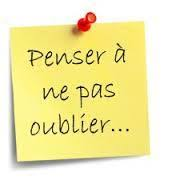 Penser à
ne pas
oublier...